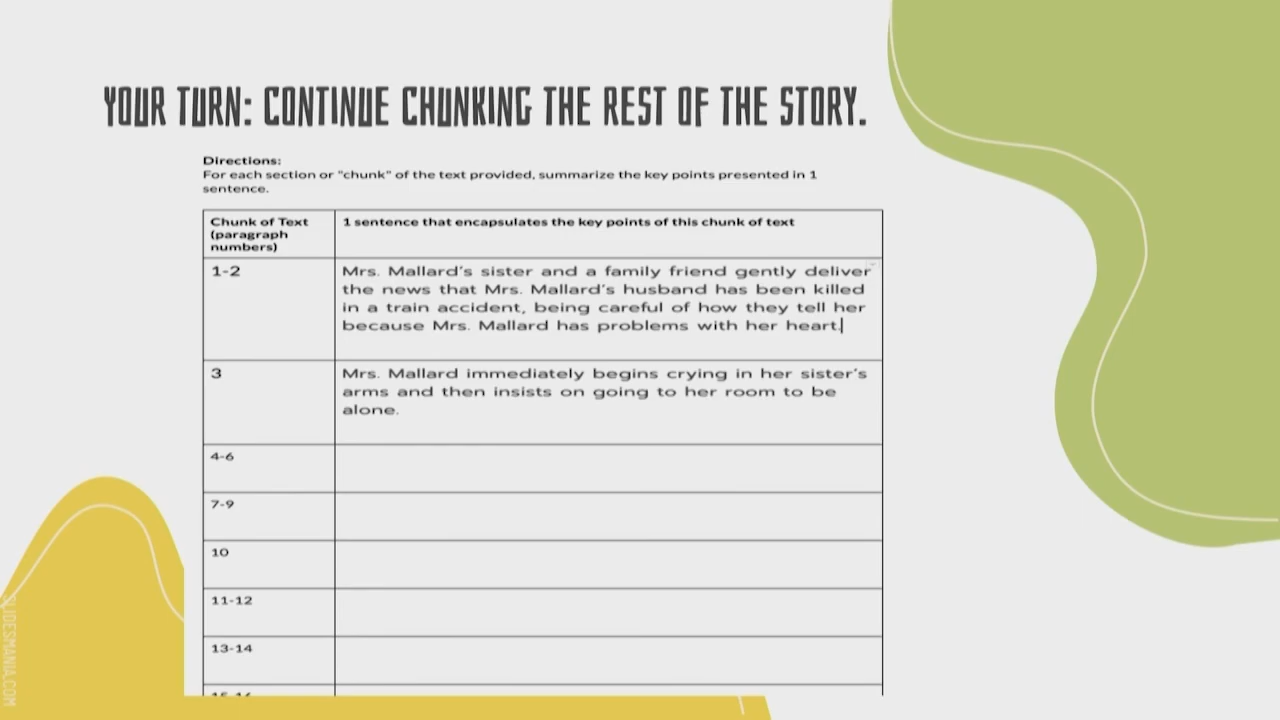 YOUR TURN: CONTINUE CHUNKING THE REST OF THE STORY.
Directions:
For each section or "chunk" of the text provided, summarize the key points presented in 1
sentence.
Chunk of Text
(paragraph
numbers)
1 sentence that encapsulates the key points of this chunk of text
1-2
Mrs. Mallard's sister and a family friend gently deliver
the news that Mrs. Mallard's husband has been killed
in a train accident, being careful of how they tell her
because Mrs. Mallard has problems with her heart.
3
Mrs. Mallard immediately begins crying in her sister's
arms and then insists on going to her room to be
alone.
4-6
7-9
10
11-12
13-14
SLIDESMANIA.COM